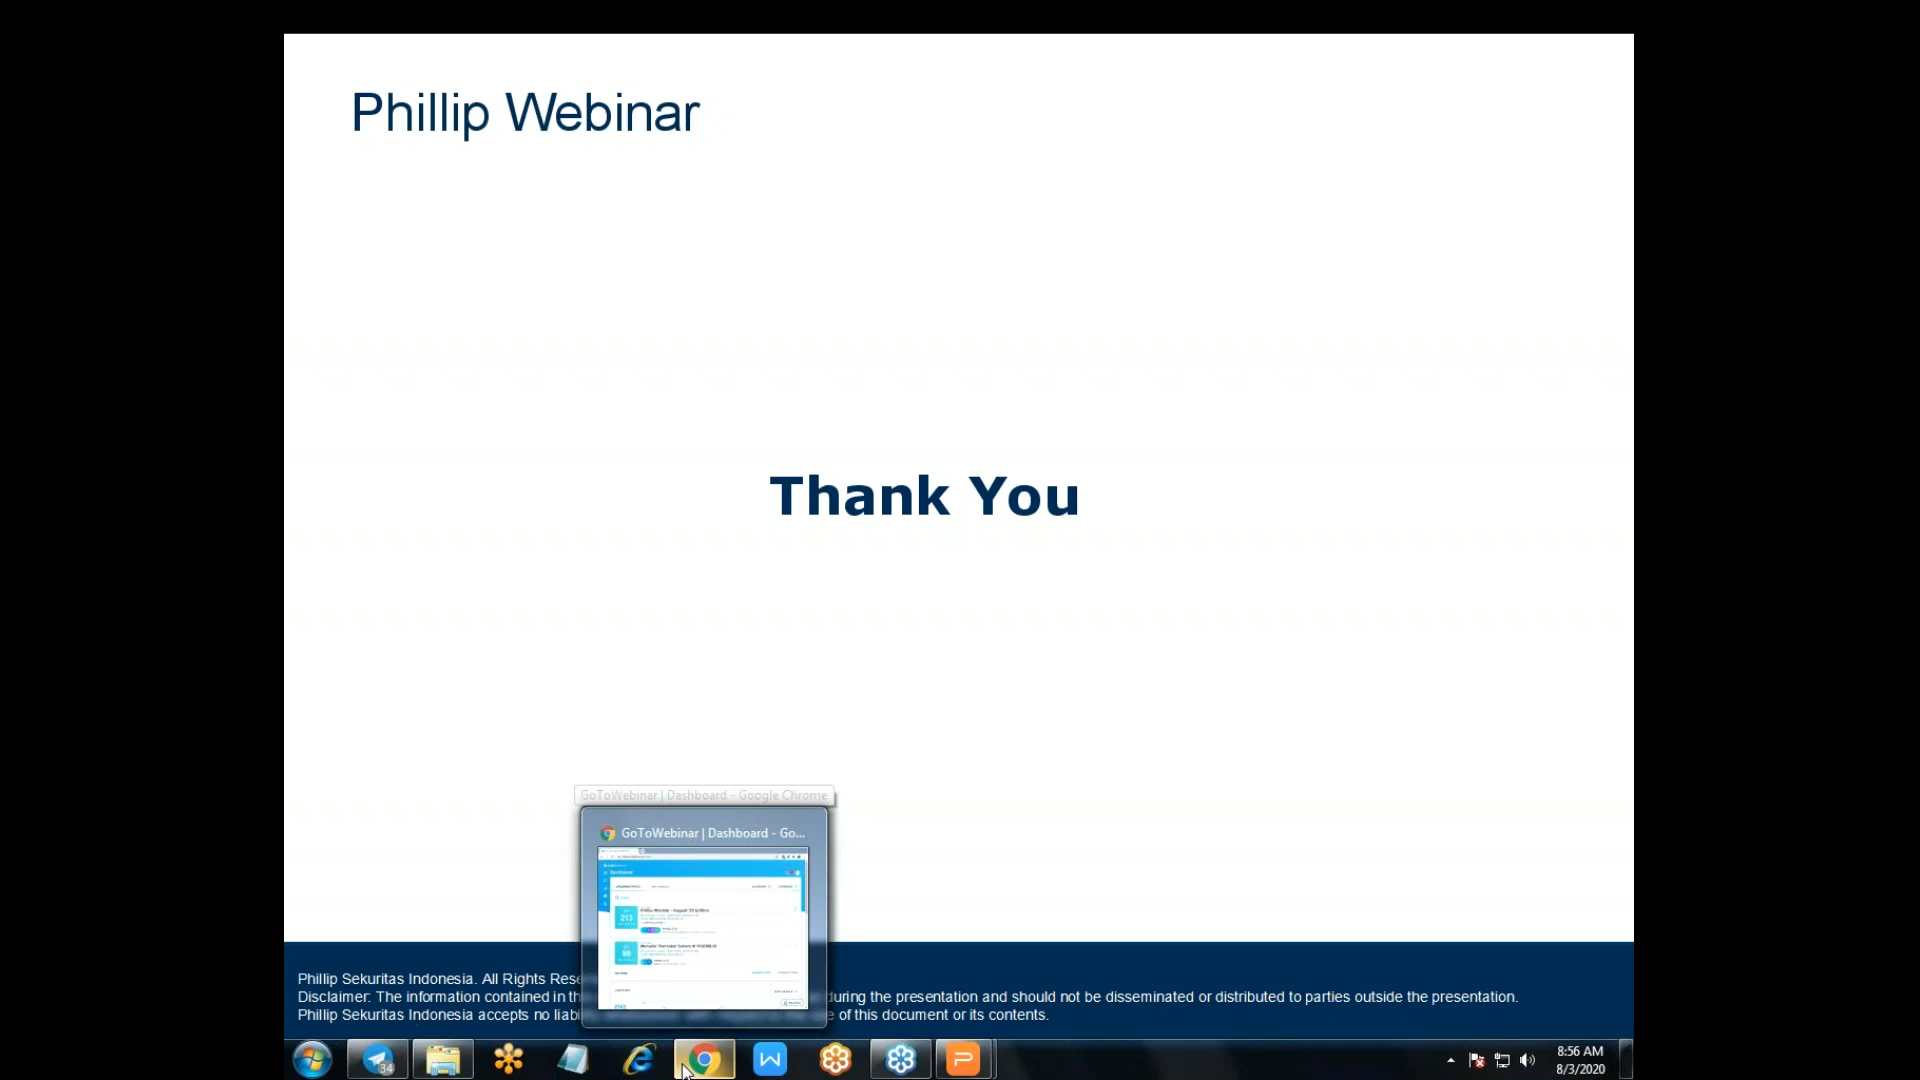 Phillip Webinar
Thank You
GoToWebinar | Dashboard - Google Chrome
GoToWebinar | Dashboard - Go...
213
Phillip Sekuritas Indonesia. All Rights Rese
Disclaimer: The information contained in th during the presentation and should not be disseminated or distributed to parties outside the presentation.
Phillip Sekuritas Indonesia accepts no liabi e of this document or its contents.
34
8:56 AM
8/3/2020